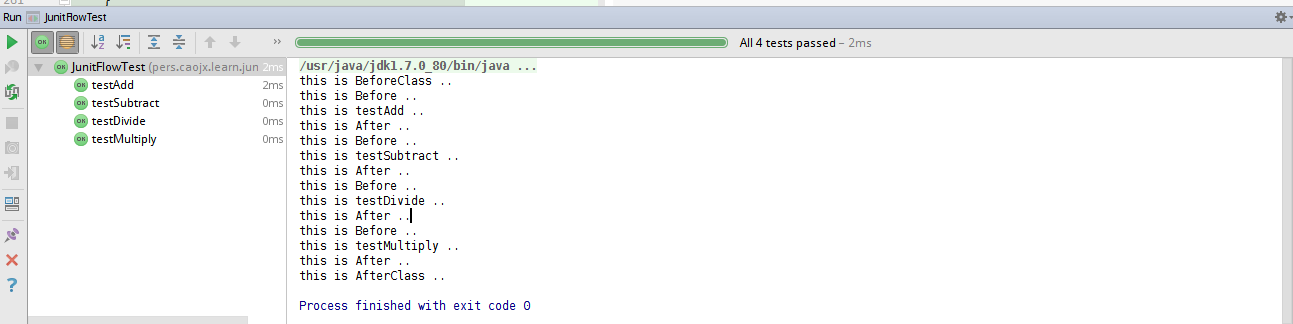 281 }
Run JunitFlowTest
All 4 tests passed – 2ms
JunitFlowTest (pers.caojx.learn.jun 2ms
testAdd 2ms
testSubtract 0ms
testDivide 0ms
testMultiply 0ms
/usr/java/jdk1.7.0_80/bin/java ...
this is BeforeClass ..
this is Before ..
this is testAdd ..
this is After ..
this is Before ..
this is testSubtract ..
this is After ..
this is Before ..
this is testDivide ..
this is After ..
this is Before ..
this is testMultiply ..
this is After ..
this is AfterClass ..
Process finished with exit code 0